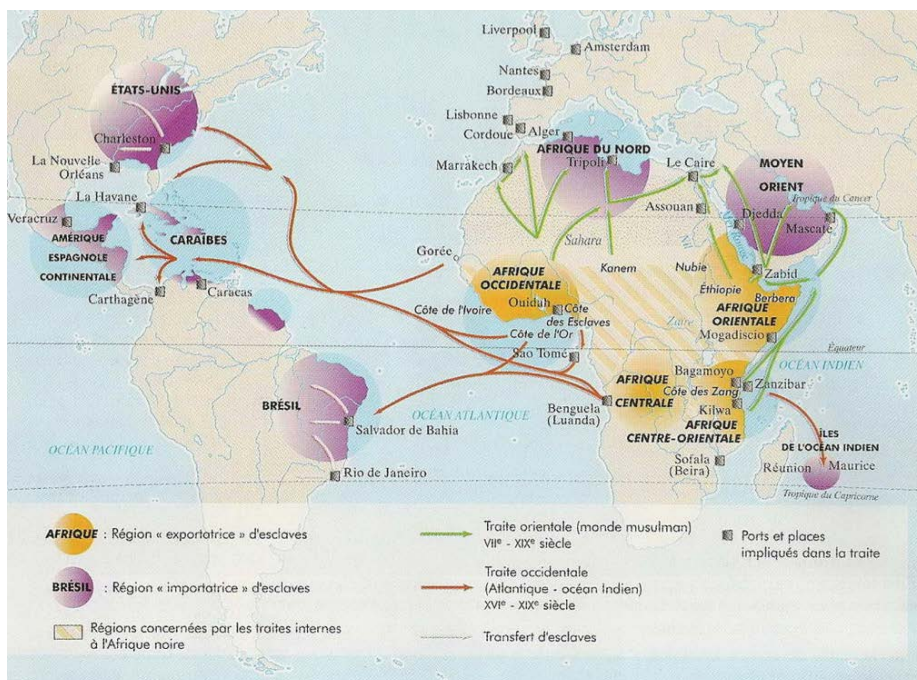 Liverpool
Amsterdam
Nantes
Bordeaux
ÉTATS-UNIS
Lisbonne
Cordoue
Alger
Charleston
AFRIQUE DU NORD
Marrakech
Tripoli
Le Caire
MOYEN
ORIENT
La Nouvelle
Orléans
La Havane
Tropique du Cancer
Assouan
Djedda
Mascate
Mer Rouge
Veracruz
AMÉRIQUE
ESPAGNOLE
CONTINENTALE
CARAÏBES
Sahara
Gorée
Kanem
Nubie
Zabid
AFRIQUE
OCCIDENTALE
Éthiopie
Berbera
Carthagène
Caracas
Ouidah
Côte de l'Ivoire
Côte
des Esclaves
AFRIQUE
ORIENTALE
Côte de l'Or
Zaïre
Mogadiscio
Sao Tomé
Équateur
OCÉAN INDIEN
Bagamoyo
Zanzibar
AFRIQUE
CENTRALE
Côte des Zang
BRÉSIL
OCÉAN ATLANTIQUE
Benguela
(Luanda)
Kilwa
Salvador de Bahia
AFRIQUE
CENTRE-ORIENTALE
ÎLES
DE L'OCÉAN INDIEN
OCÉAN PACIFIQUE
Rio de Janeiro
Sofala
(Beira)
Réunion
Maurice
Tropique du Capricorne
AFRIQUE : Région « exportatrice » d'esclaves
BRÉSIL : Région « importatrice » d'esclaves
Régions concernées par les traites internes
à l'Afrique noire
Traite orientale (monde musulman)
VIIe - XIXe siècle
Traite occidentale
(Atlantique - océan Indien)
XVIe - XIXe siècle
Transfert d'esclaves
Ports et places
impliqués dans la traite